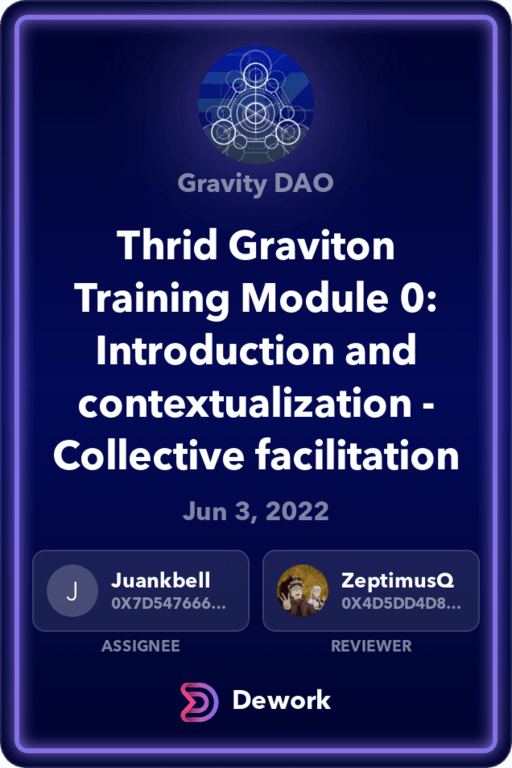 Gravity DAO
Thrid Graviton
Training Module 0:
Introduction and
contextualization -
Collective facilitation
Jun 3, 2022
J
Juankbell
0X7D547666...
ZeptimusQ
0X4D5DD4D8...
ASSIGNEE
REVIEWER
Dework